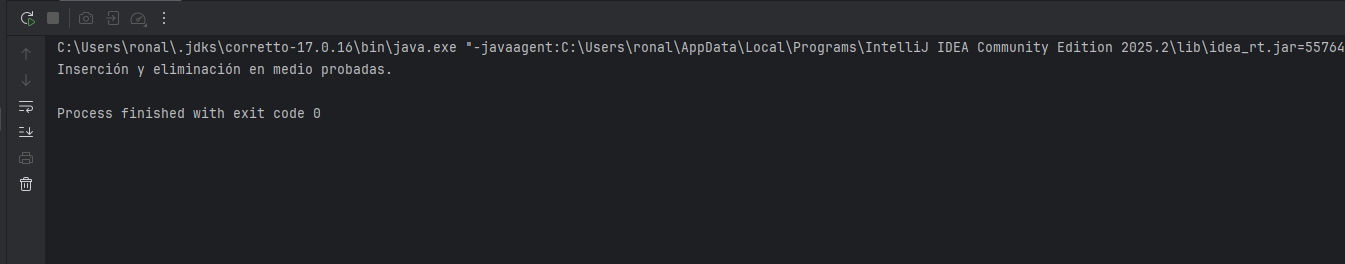 C:\Users\ronal\.jdks\corretto-17.0.16\bin\java.exe "-javaagent:C:\Users\ronal\AppData\Local\Programs\IntelliJ IDEA Community Edition 2025.2\lib\idea_rt.jar=55764
Inserción y eliminación en medio probadas.
Process finished with exit code 0